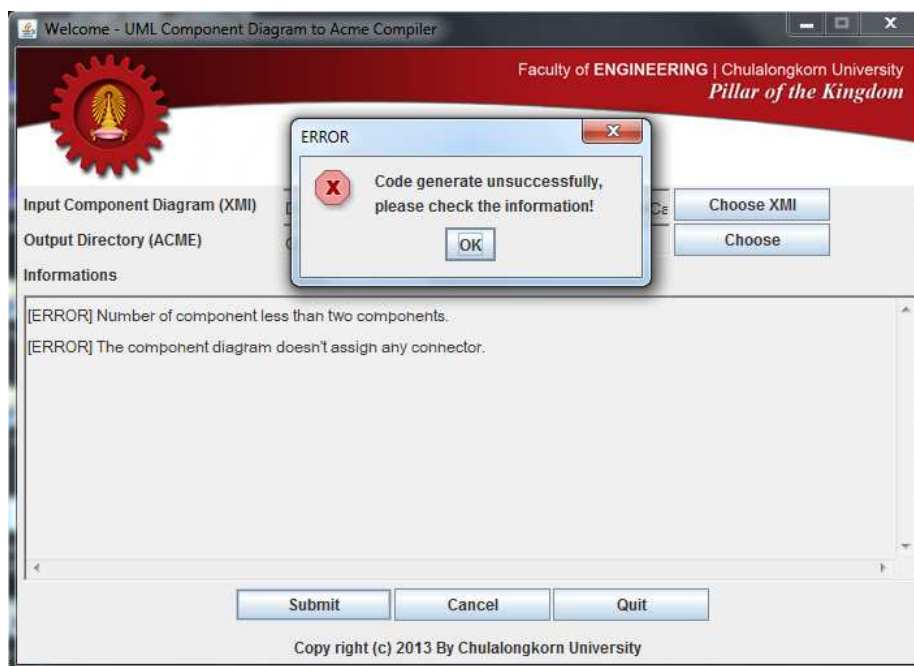 Welcome - UML Component Diagram to Acme Compiler
Faculty of ENGINEERING | Chulalongkorn University
Pillar of the Kingdom
ERROR
Code generate unsuccessfully,
please check the information!
OK
Input Component Diagram (XMI)
Choose XMI
Output Directory (ACME)
Choose
Informations
[ERROR] Number of component less than two components.
[ERROR] The component diagram doesn't assign any connector.
Submit Cancel Quit
Copy right (c) 2013 By Chulalongkorn University